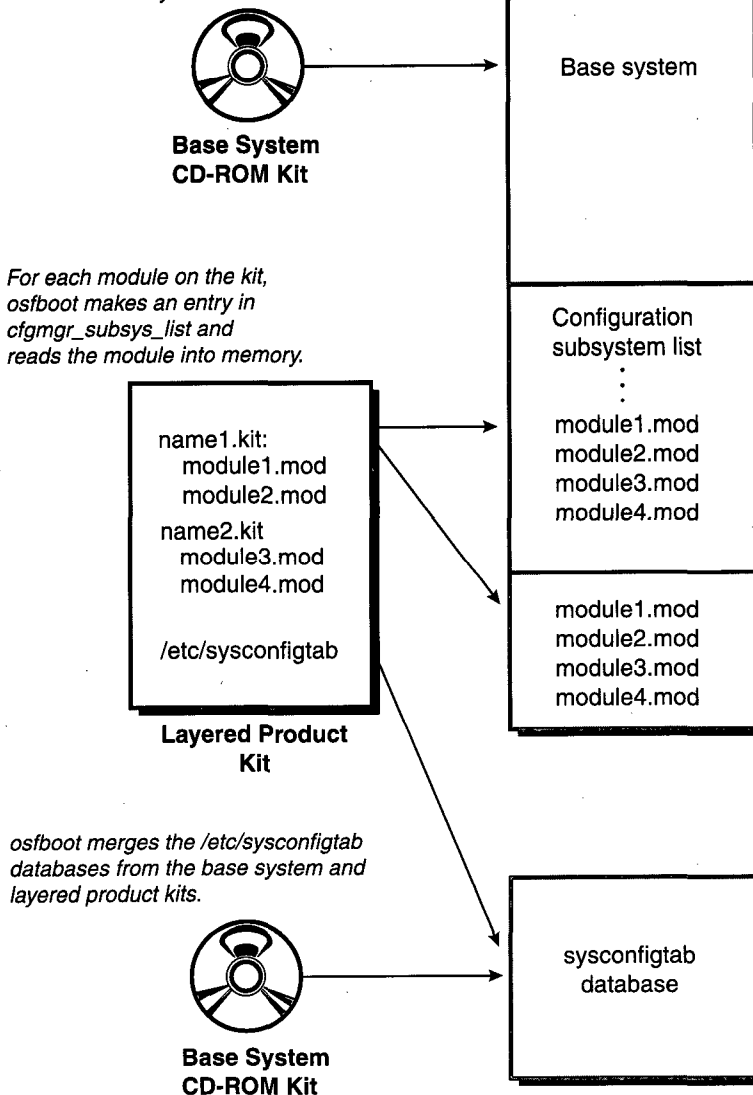 Base System
CD-ROM Kit
Base system
For each module on the kit,
osfboot makes an entry in
cfgmgr_subsys_list and
reads the module into memory.
Configuration
subsystem list
module1.mod
module2.mod
module3.mod
module4.mod
name1.kit:
module1.mod
module2.mod
name2.kit
module3.mod
module4.mod
/etc/sysconfigtab
module1.mod
module2.mod
module3.mod
module4.mod
Layered Product
Kit
osfboot merges the /etc/sysconfigtab
databases from the base system and
layered product kits.
sysconfigtab
database
Base System
CD-ROM Kit